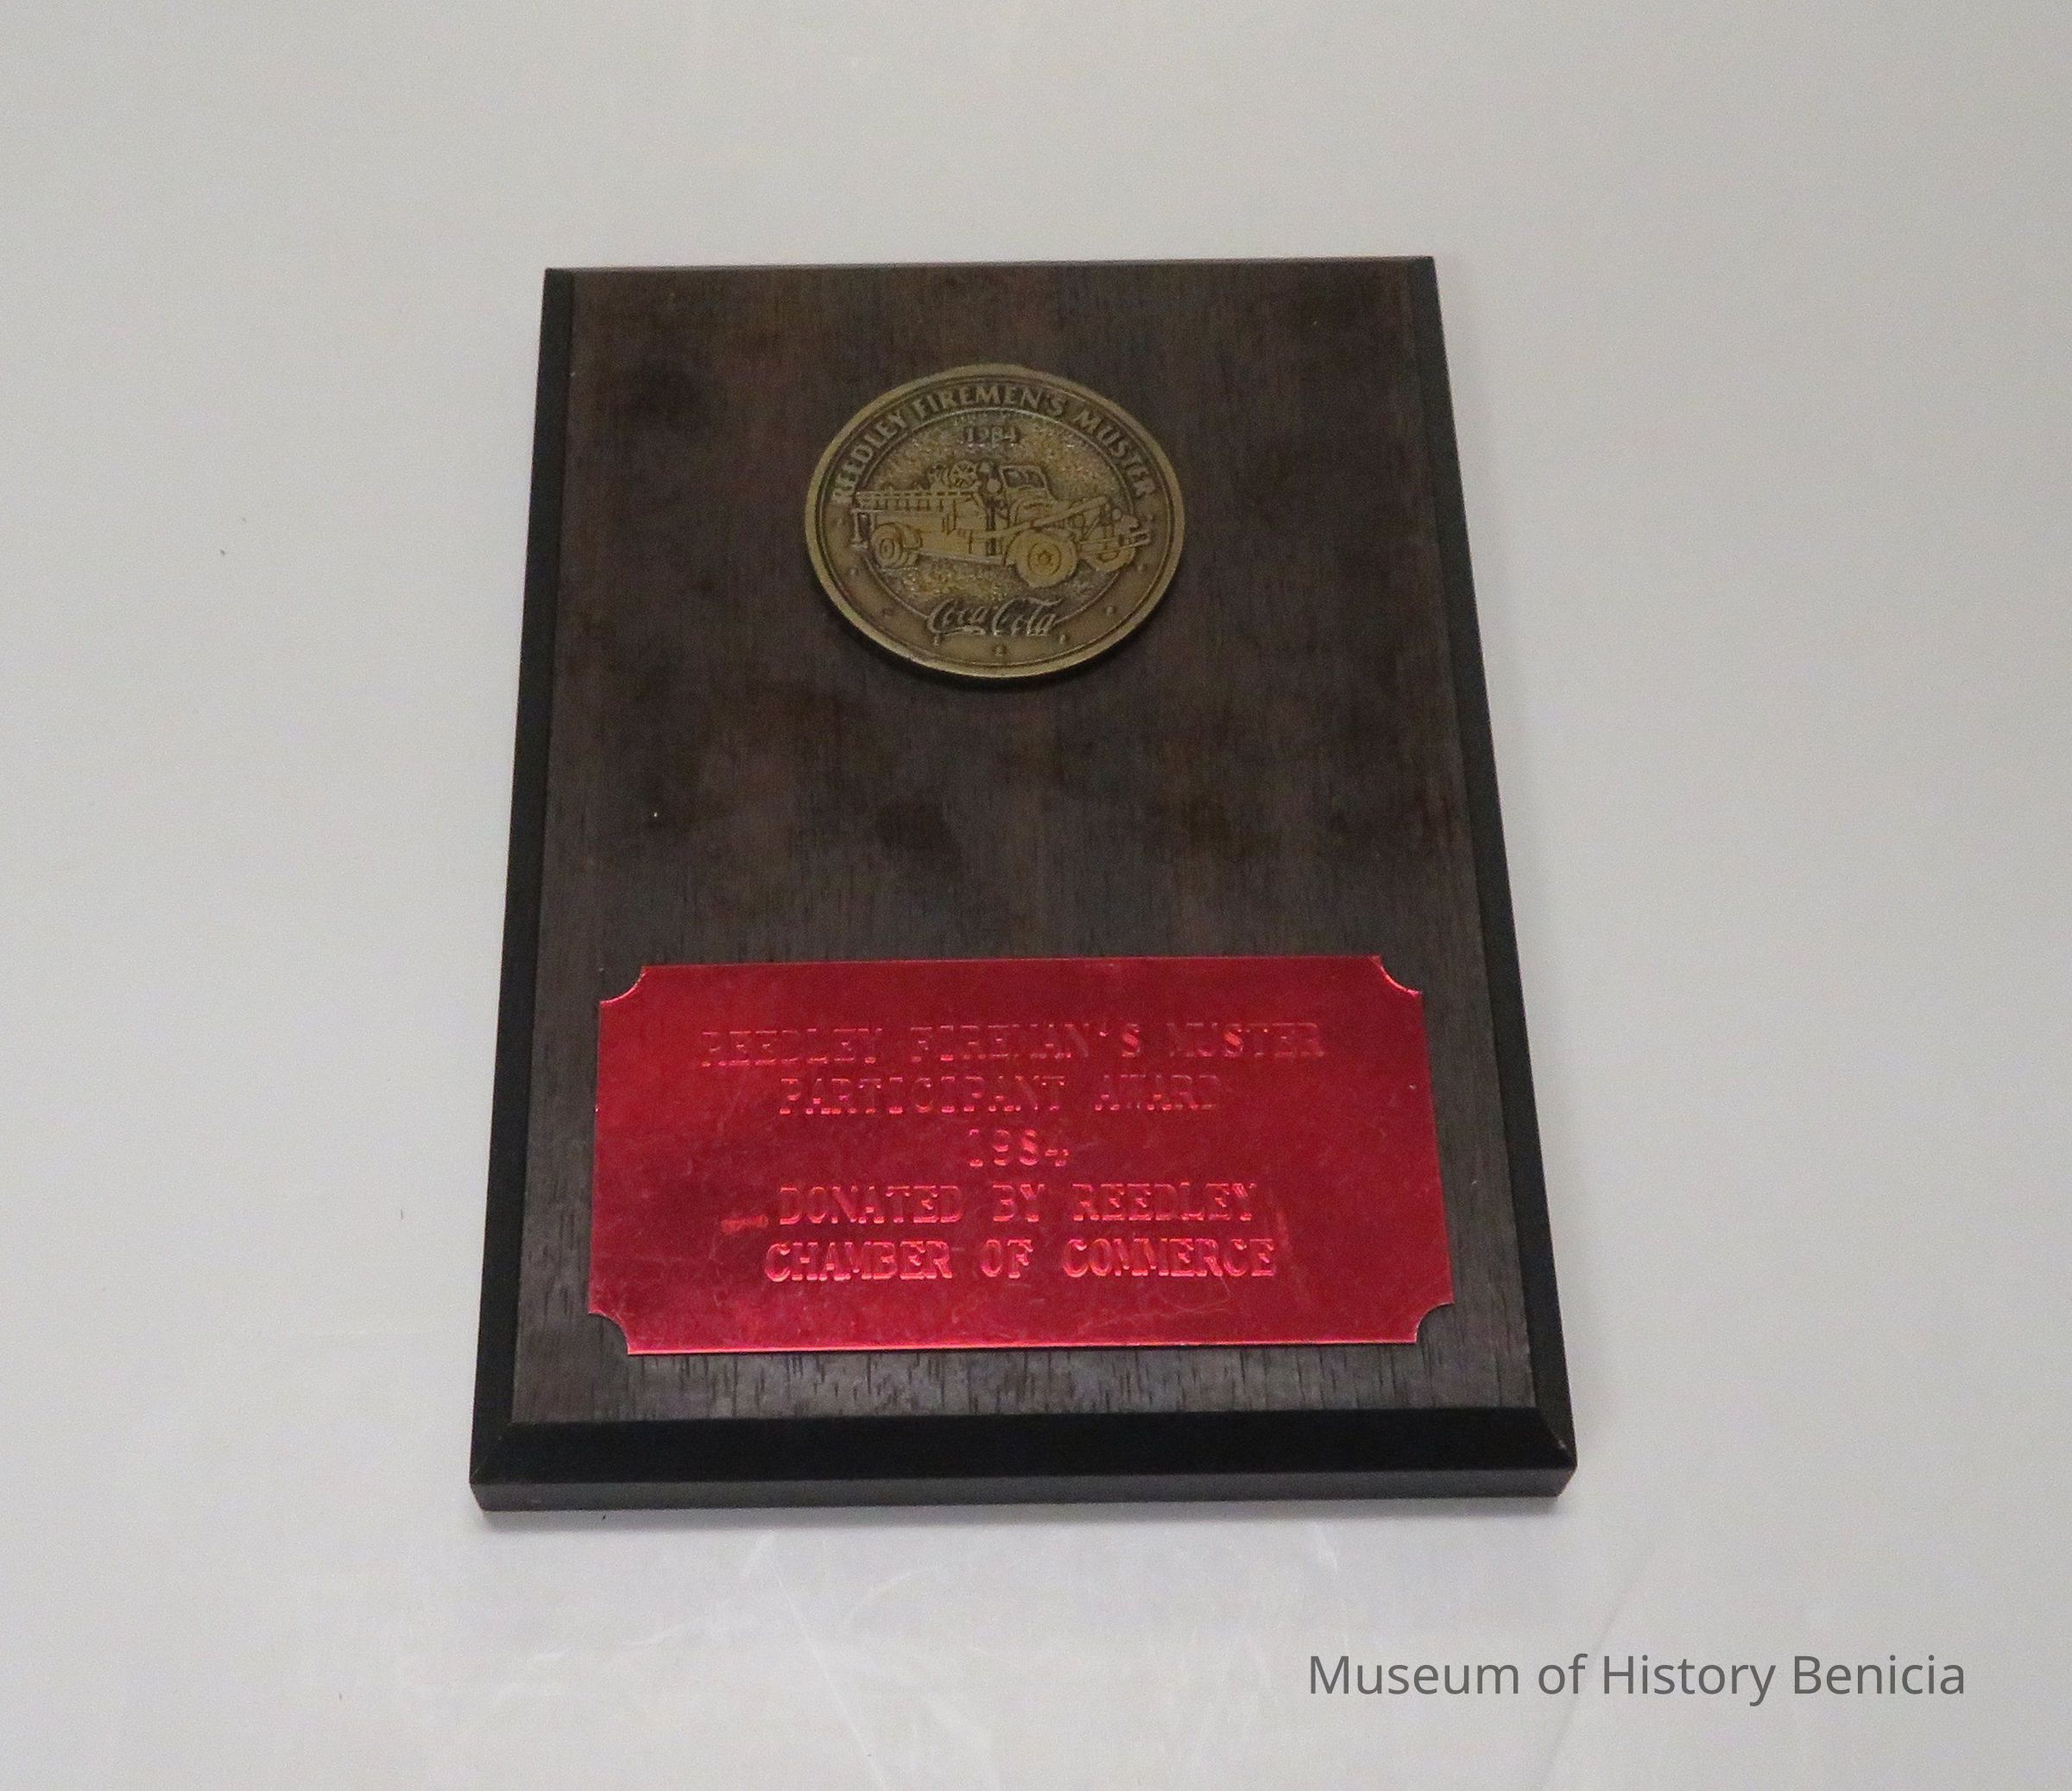 REEDLEY FIREMEN'S MUSTER
1984
Coca-Cola
REEDLEY FIREMAN'S MUSTER
PARTICIPANT AWARD
1984
DONATED BY REEDLEY
CHAMBER OF COMMERCE
Museum of History Benicia